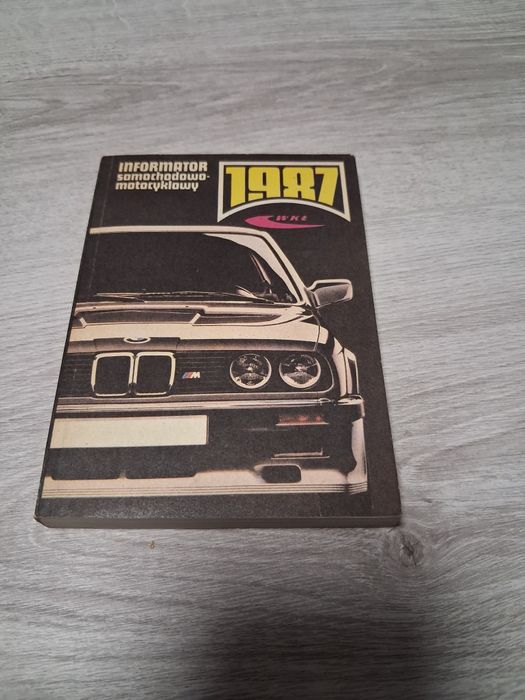 INFORMATOR
samochodowo-
motocyklowy
1987
WKŁ
M